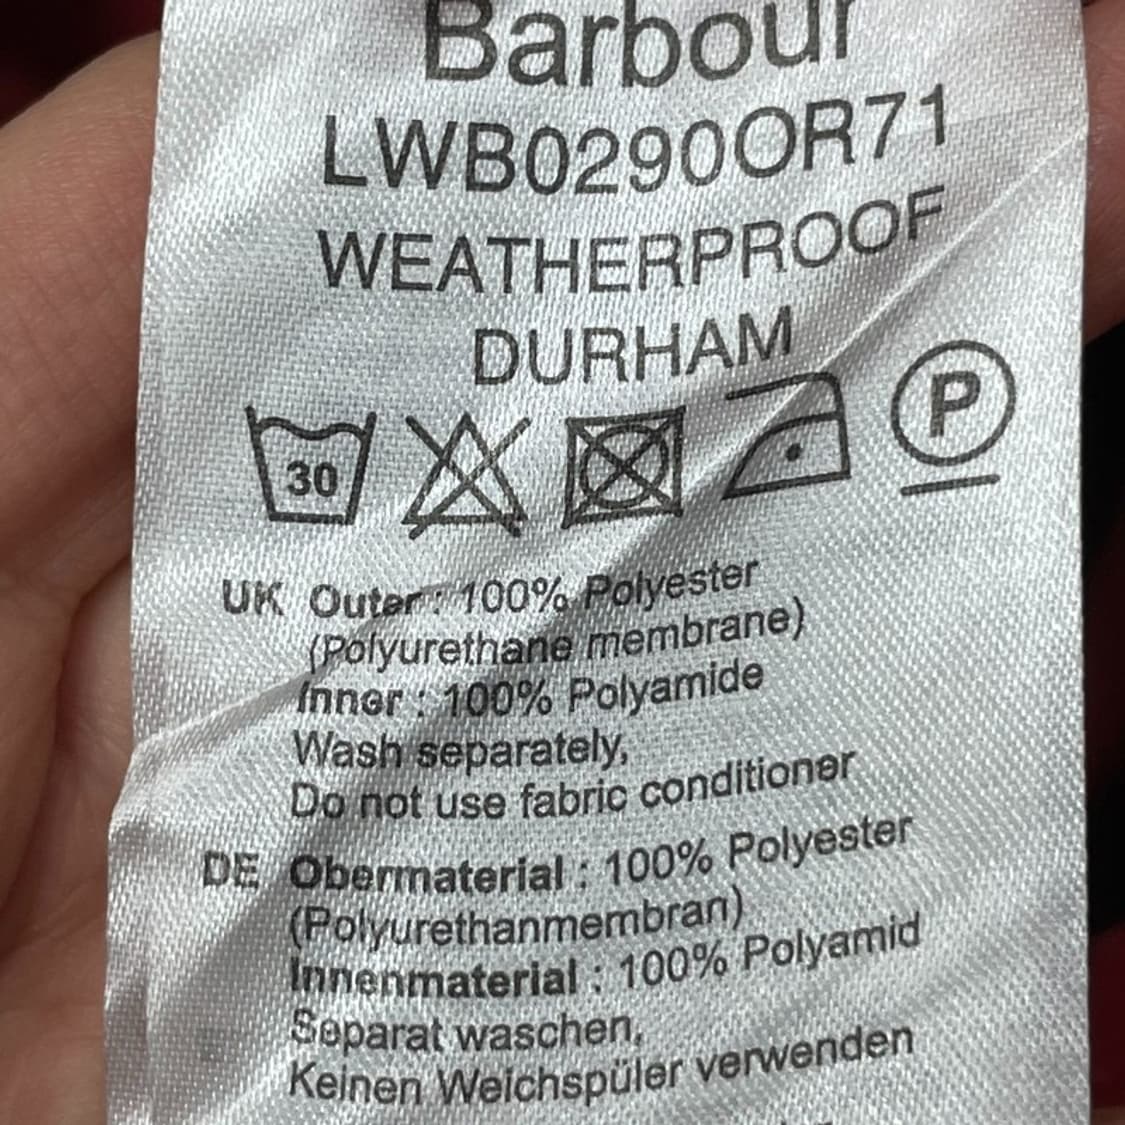 Barbour
LWB0290OR71
WEATHERPROOF
DURHAM
30
P
UK Outer : 100% Polyester
(Polyurethane membrane)
Inner : 100% Polyamide
Wash separately,
Do not use fabric conditioner
DE Obermaterial : 100% Polyester
(Polyurethanmembran)
Innenmaterial : 100% Polyamid
Separat waschen,
Keinen Weichspüler verwenden